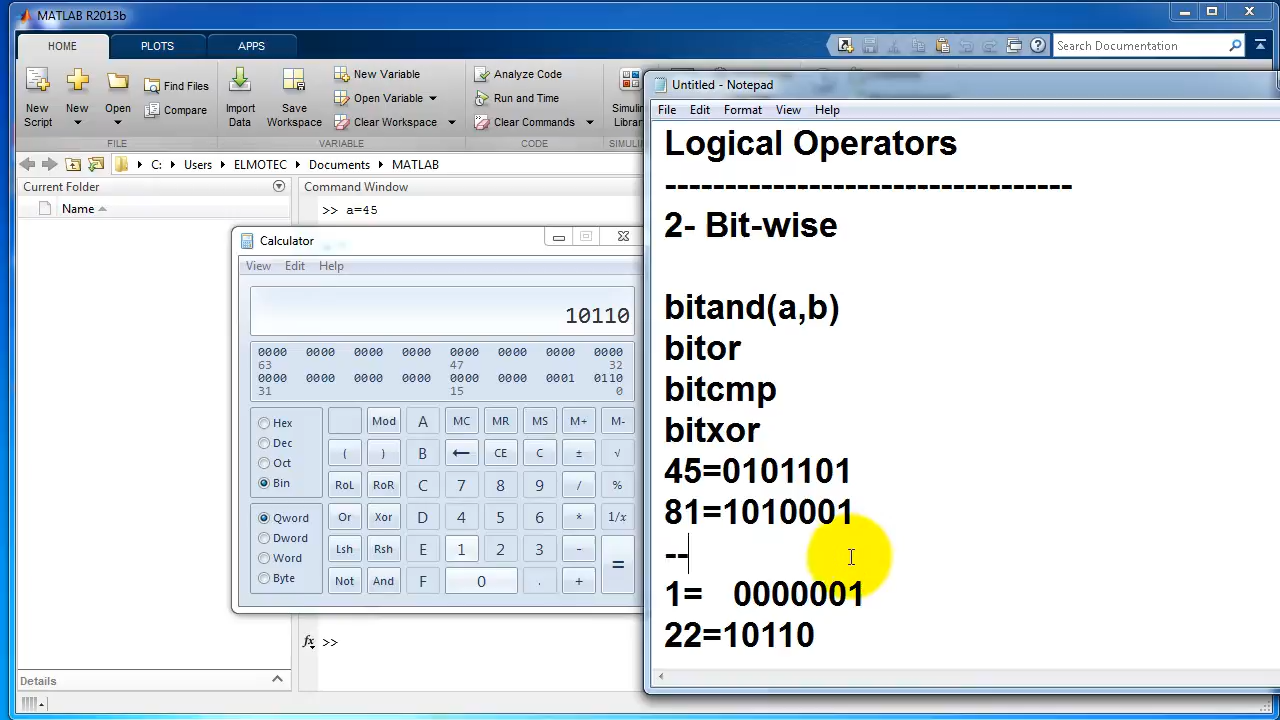 MATLAB R2013b
HOME PLOTS APPS
Search Documentation
New Script
New
Open
Find Files
Compare
Import Data
Save Workspace
New Variable
Open Variable
Clear Workspace
Analyze Code
Run and Time
Clear Commands
FILE VARIABLE CODE
C: Users ELMOTEC Documents MATLAB
Current Folder
Name
Command Window
>> a=45
Calculator
View Edit Help
10110
0000 0000 0000 0000 0000 0000 0000 0000
63 47 32
0000 0000 0000 0000 0000 0000 0001 0110
31 15 0
Hex
Dec
Oct
Bin
Qword
Dword
Word
Byte
Mod A MC MR MS M+ M-
( ) B ← CE C ± √
RoL RoR C 7 8 9 / %
Or Xor D 4 5 6 * 1/x
Lsh Rsh E 1 2 3 - =
Not And F 0 . +
fx >>
Details
Untitled - Notepad
File Edit Format View Help
Logical Operators
----------------------------------
2- Bit-wise
bitand(a,b)
bitor
bitcmp
bitxor
45=0101101
81=1010001
--
1= 0000001
22=10110